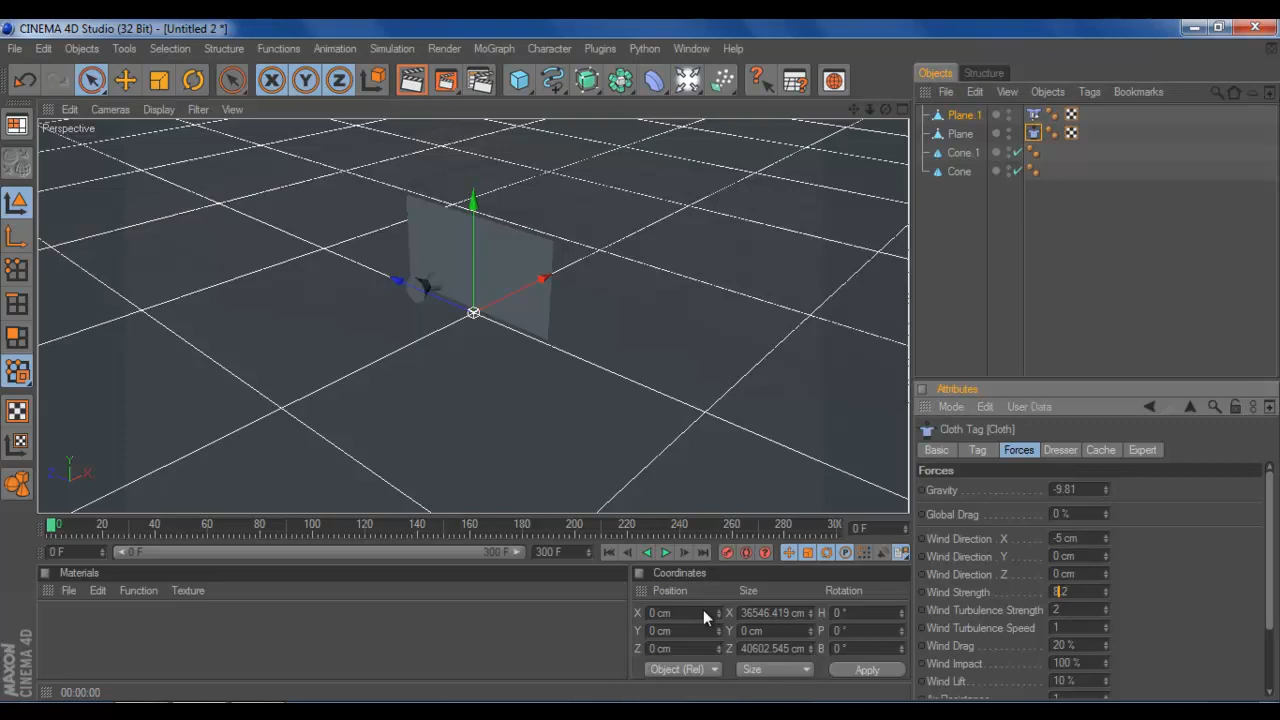 CINEMA 4D Studio (32 Bit) - [Untitled 2 *]
File Edit Objects Tools Selection Structure Functions Animation Simulation Render MoGraph Character Plugins Python Window Help
X Y Z
Edit Cameras Display Filter View
Perspective
Y
Z X
0 20 40 60 80 100 120 140 160 180 200 220 240 260 280 30 0 F
0 F 0 F 300 F 300 F
Materials
File Edit Function Texture
Coordinates
Position Size Rotation
X 0 cm X 36546.419 cm H 0 °
Y 0 cm Y 0 cm P 0 °
Z 0 cm Z 40602.545 cm B 0 °
Object (Rel) Size Apply
00:00:00
MAXON
CINEMA 4D
Objects Structure
File Edit View Objects Tags Bookmarks
Plane.1
Plane
Cone.1
Cone
Attributes
Mode Edit User Data
Cloth Tag [Cloth]
Basic Tag Forces Dresser Cache Expert
Forces
Gravity -9.81
Global Drag 0 %
Wind Direction . X -5 cm
Wind Direction . Y 0 cm
Wind Direction . Z 0 cm
Wind Strength 8.2
Wind Turbulence Strength 2
Wind Turbulence Speed 1
Wind Drag 20 %
Wind Impact 100 %
Wind Lift 10 %